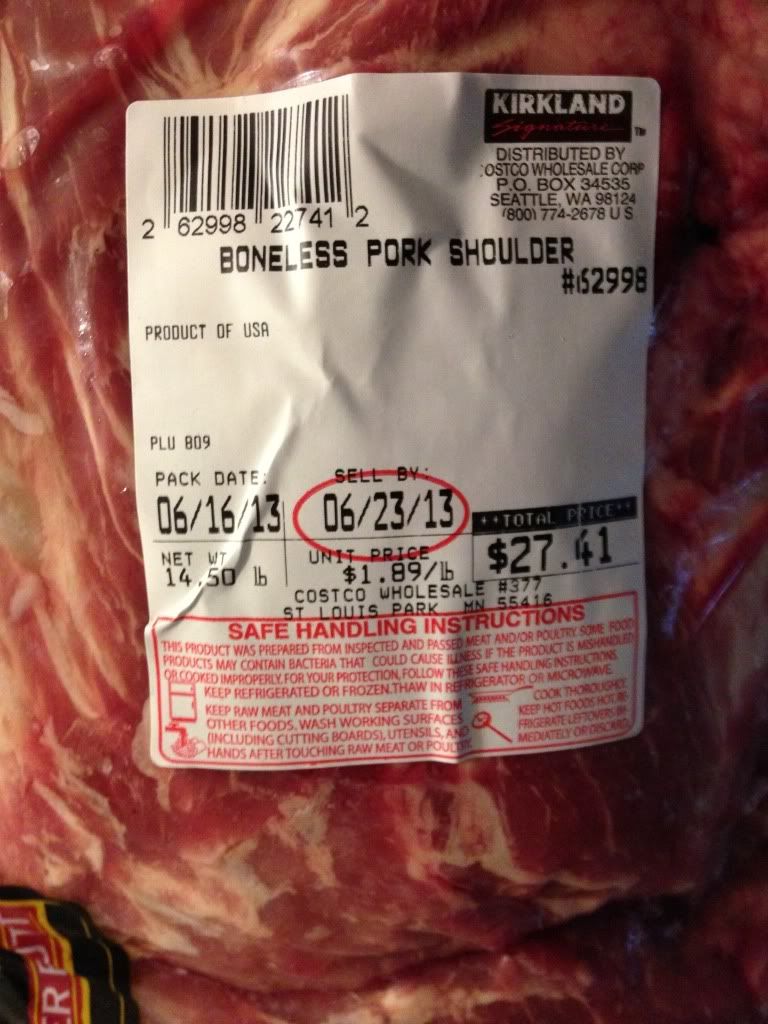 KIRKLAND
Signature ™
DISTRIBUTED BY
COSTCO WHOLESALE CORP
P.O. BOX 34535
SEATTLE, WA 98124
(800) 774-2678 U S
2 62998 22741 2
BONELESS PORK SHOULDER
#62998
PRODUCT OF USA
PLU 809
PACK DATE: SELL BY:
06/16/13 06/23/13 **TOTAL PRICE**
NET WT UNIT PRICE $27.41
14.50 lb $1.89/lb
COSTCO WHOLESALE #377
ST LOUIS PARK MN 55416
SAFE HANDLING INSTRUCTIONS
THIS PRODUCT WAS PREPARED FROM INSPECTED AND PASSED MEAT AND/OR POULTRY. SOME FOOD
PRODUCTS MAY CONTAIN BACTERIA THAT COULD CAUSE ILLNESS IF THE PRODUCT IS MISHANDLED
OR COOKED IMPROPERLY. FOR YOUR PROTECTION, FOLLOW THESE SAFE HANDLING INSTRUCTIONS.
KEEP REFRIGERATED OR FROZEN. THAW IN REFRIGERATOR OR MICROWAVE.
KEEP RAW MEAT AND POULTRY SEPARATE FROM
OTHER FOODS, WASH WORKING SURFACES
(INCLUDING CUTTING BOARDS), UTENSILS, AND
HANDS AFTER TOUCHING RAW MEAT OR POULTRY.
COOK THOROUGHLY.
KEEP HOT FOODS HOT. RE-
FRIGERATE LEFTOVERS IM-
MEDIATELY OR DISCARD.